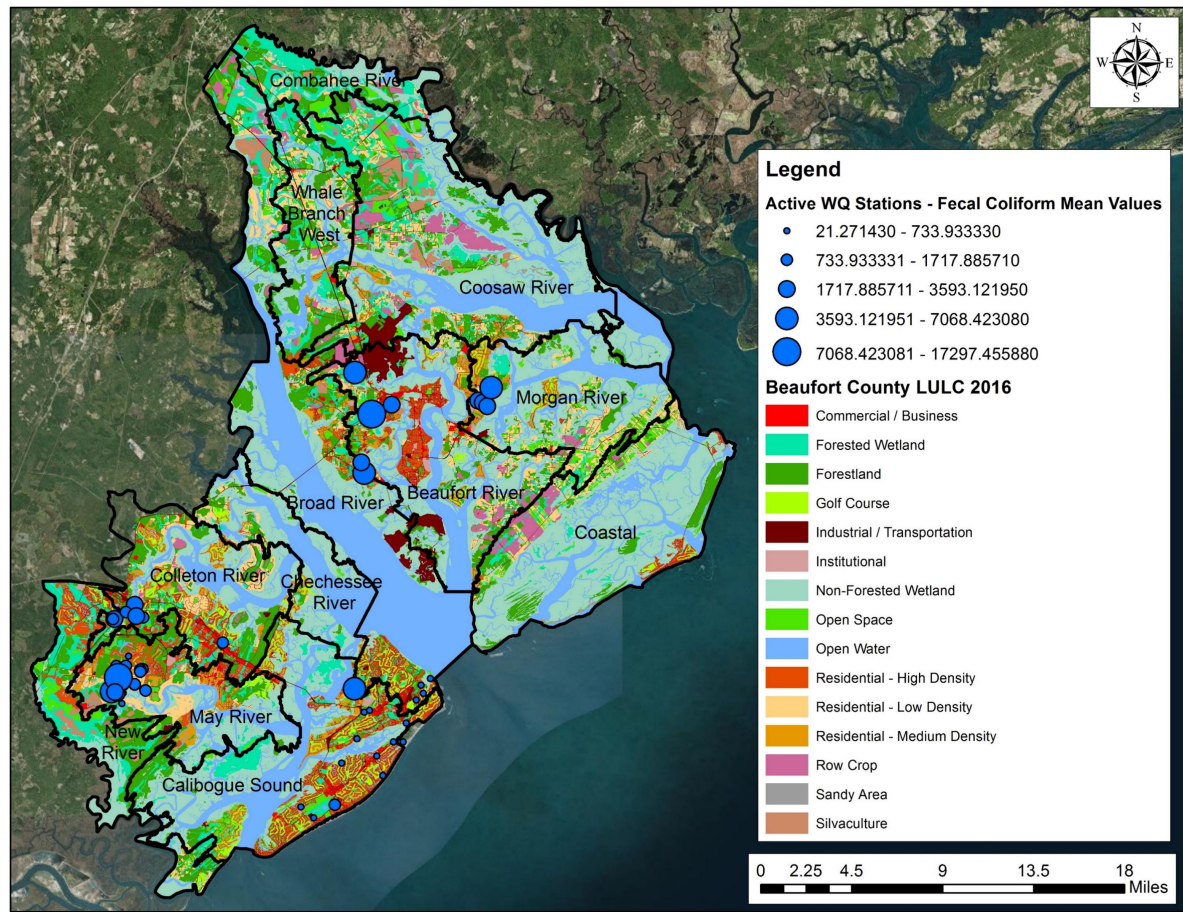 N
W E
S
Combahee River
Whale
Branch
West
Coosaw River
Morgan River
Beaufort River
Broad River
Coastal
Colleton River
Chechessee
River
May River
New
River
Calibogue Sound
Legend
Active WQ Stations - Fecal Coliform Mean Values
21.271430 - 733.933330
733.933331 - 1717.885710
1717.885711 - 3593.121950
3593.121951 - 7068.423080
7068.423081 - 17297.455880
Beaufort County LULC 2016
Commercial / Business
Forested Wetland
Forestland
Golf Course
Industrial / Transportation
Institutional
Non-Forested Wetland
Open Space
Open Water
Residential - High Density
Residential - Low Density
Residential - Medium Density
Row Crop
Sandy Area
Silvaculture
0 2.25 4.5 9 13.5 18
Miles